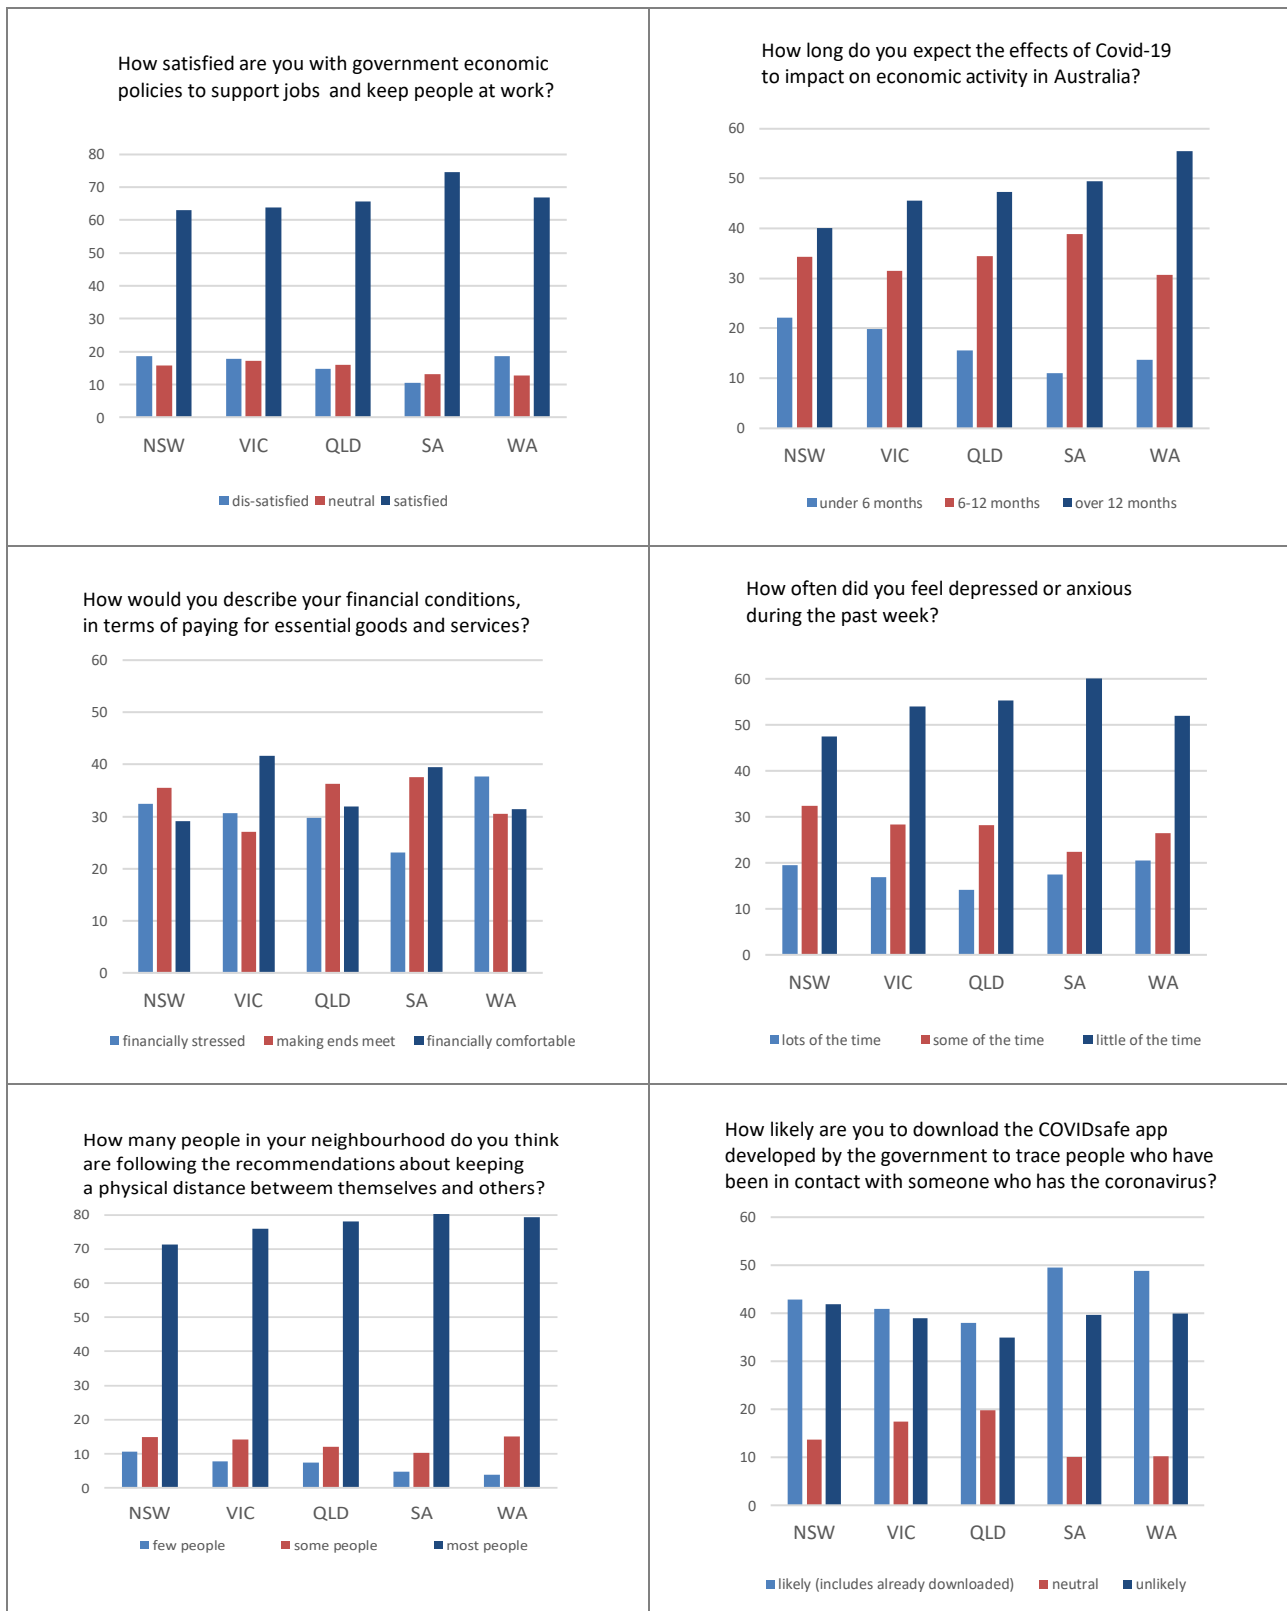 How satisfied are you with government economic
policies to support jobs and keep people at work?
80
70
60
50
40
30
20
10
0
NSW VIC QLD SA WA
dis-satisfied neutral satisfied
How long do you expect the effects of Covid-19
to impact on economic activity in Australia?
60
50
40
30
20
10
0
NSW VIC QLD SA WA
under 6 months 6-12 months over 12 months
How would you describe your financial conditions,
in terms of paying for essential goods and services?
60
50
40
30
20
10
0
NSW VIC QLD SA WA
financially stressed making ends meet financially comfortable
How often did you feel depressed or anxious
during the past week?
60
50
40
30
20
10
0
NSW VIC QLD SA WA
lots of the time some of the time little of the time
How many people in your neighbourhood do you think
are following the recommendations about keeping
a physical distance betweem themselves and others?
80
70
60
50
40
30
20
10
0
NSW VIC QLD SA WA
few people some people most people
How likely are you to download the COVIDsafe app
developed by the government to trace people who have
been in contact with someone who has the coronavirus?
60
50
40
30
20
10
0
NSW VIC QLD SA WA
likely (includes already downloaded) neutral unlikely